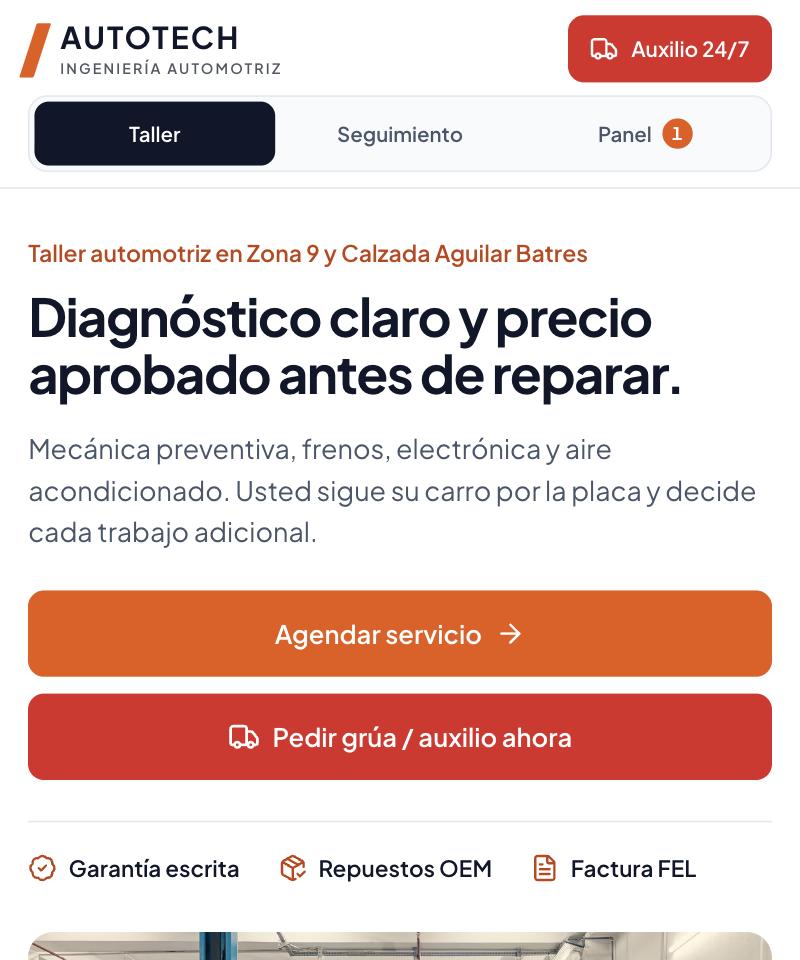 AUTOTECH
INGENIERÍA AUTOMOTRIZ
Auxilio 24/7
Taller
Seguimiento
Panel 1
Taller automotriz en Zona 9 y Calzada Aguilar Batres
Diagnóstico claro y precio
aprobado antes de reparar.
Mecánica preventiva, frenos, electrónica y aire
acondicionado. Usted sigue su carro por la placa y decide
cada trabajo adicional.
Agendar servicio
Pedir grúa / auxilio ahora
Garantía escrita
Repuestos OEM
Factura FEL